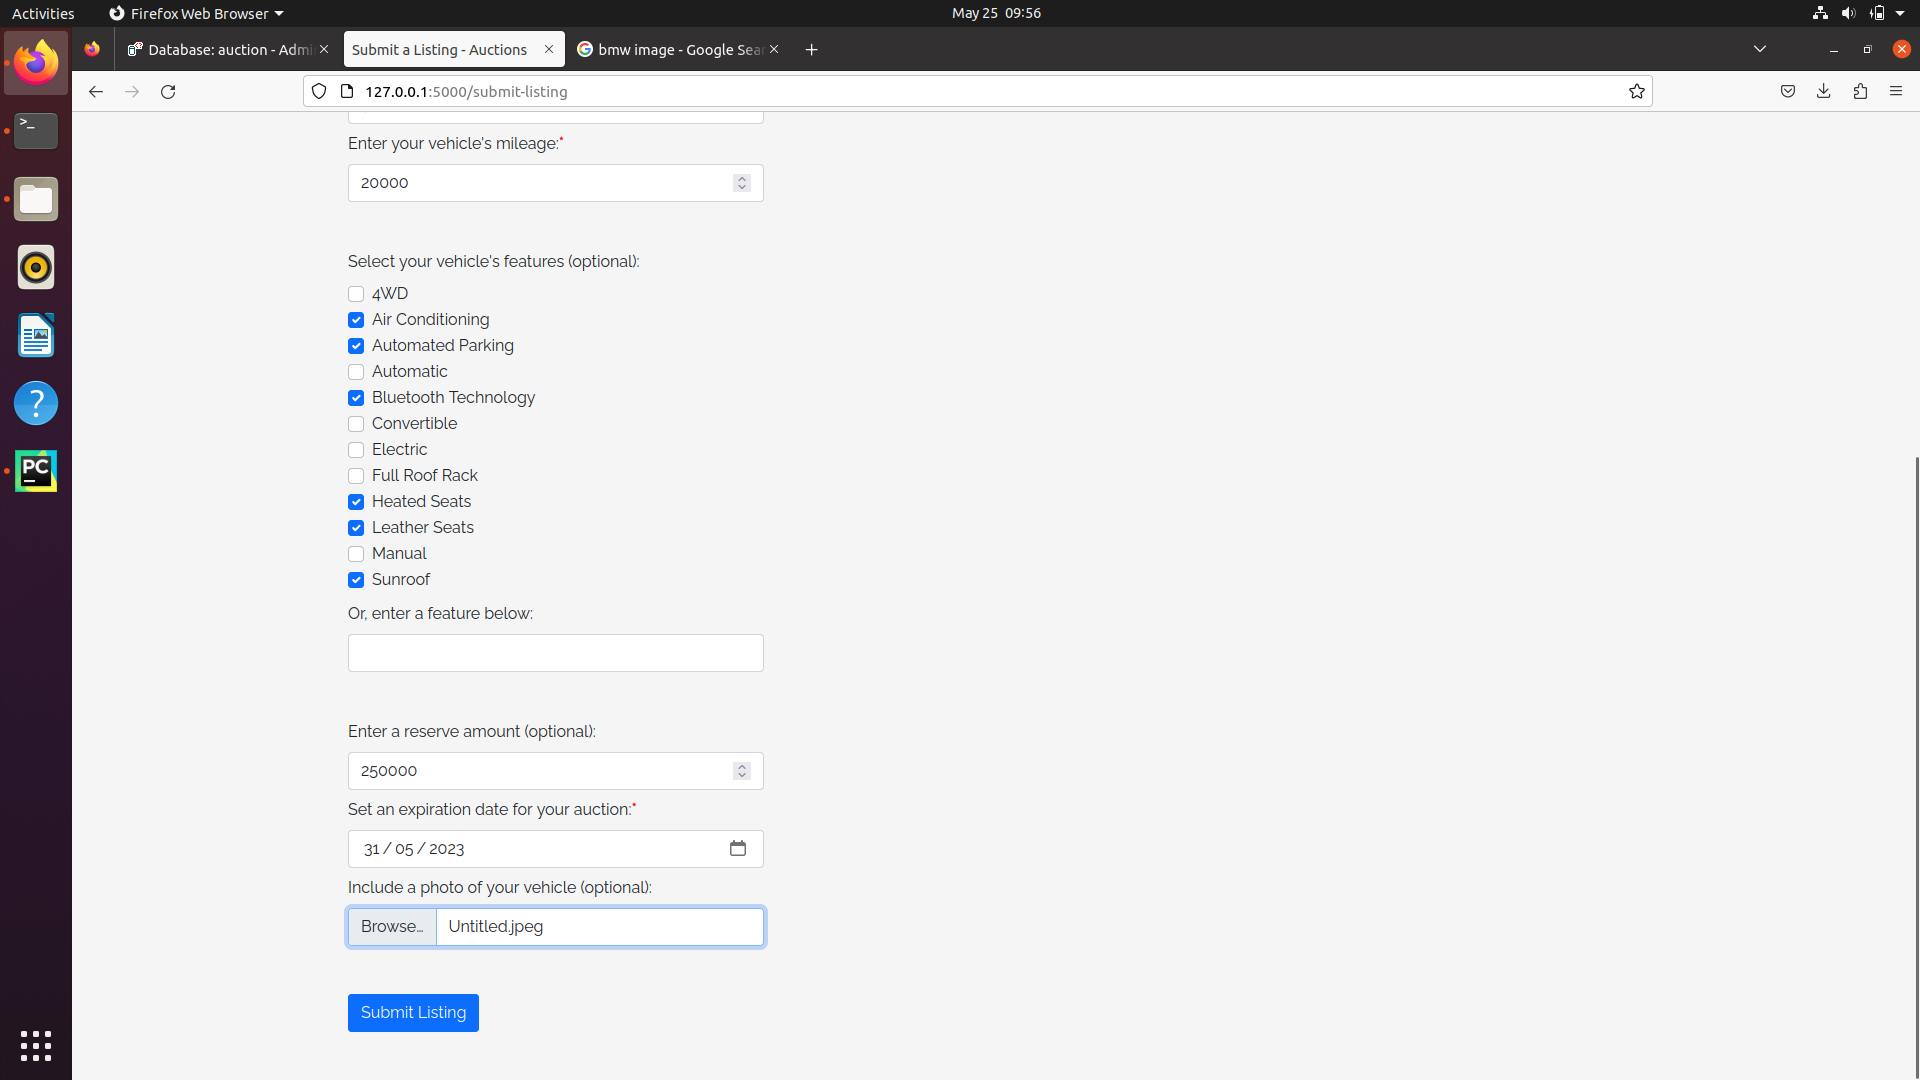 Activities
Firefox Web Browser
May 25 09:56
Database: auction - Admi
Submit a Listing - Auctions
bmw image - Google Sear
127.0.0.1:5000/submit-listing
Enter your vehicle's mileage:*
20000
Select your vehicle's features (optional):
4WD
Air Conditioning
Automated Parking
Automatic
Bluetooth Technology
Convertible
Electric
Full Roof Rack
Heated Seats
Leather Seats
Manual
Sunroof
Or, enter a feature below:
Enter a reserve amount (optional):
250000
Set an expiration date for your auction:*
31 / 05 / 2023
Include a photo of your vehicle (optional):
Browse... Untitled.jpeg
Submit Listing
>_
?
PC